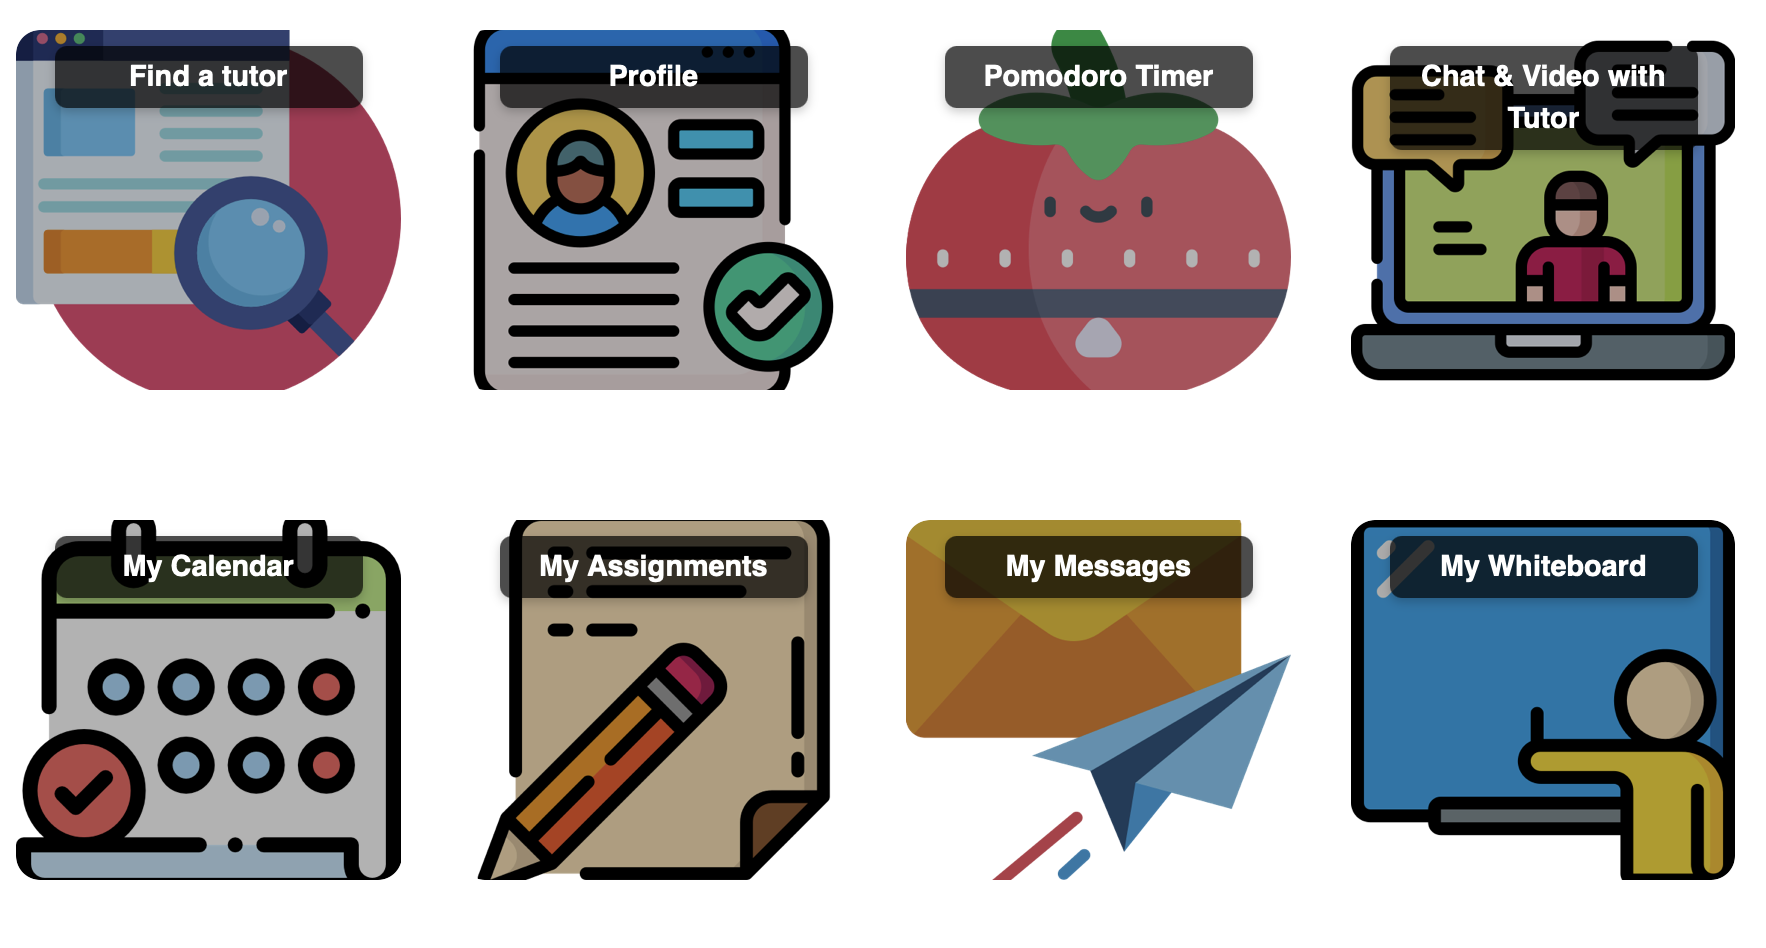 Find a tutor
Profile
Pomodoro Timer
Chat & Video with
Tutor
My Calendar
My Assignments
My Messages
My Whiteboard